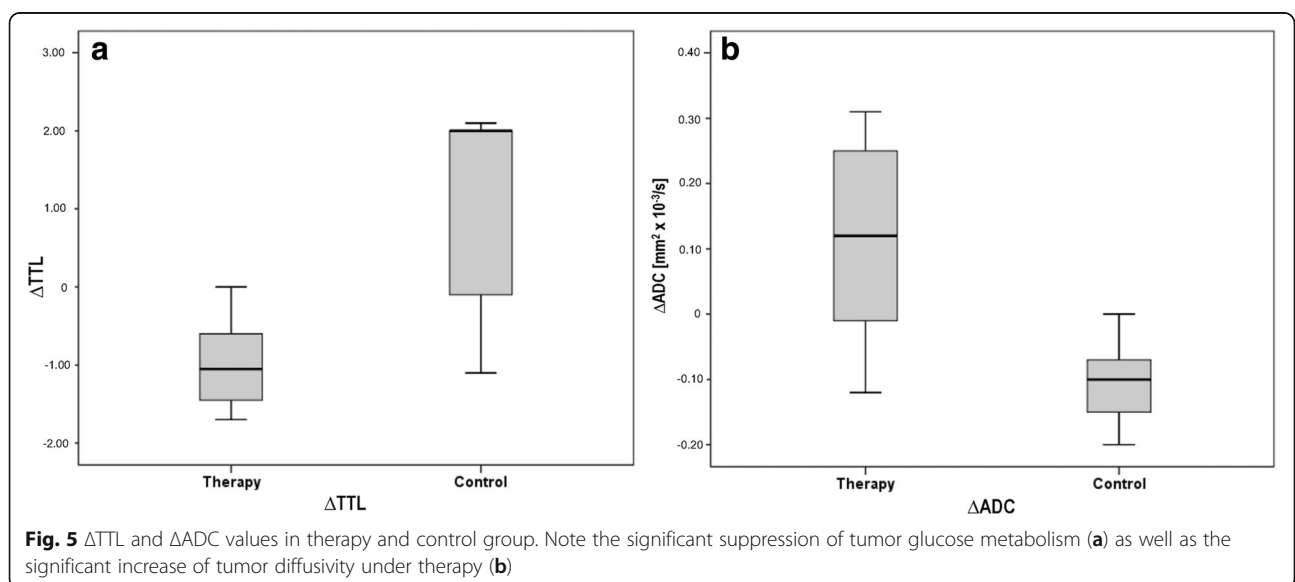 a
3.00
2.00
1.00
0
-1.00
-2.00
ΔTTL
Therapy
Control
ΔTTL
b
0.40
0.30
0.20
0.10
0
-0.10
-0.20
ΔADC [mm² x 10⁻³/s]
Therapy
Control
ΔADC
Fig. 5 ΔTTL and ΔADC values in therapy and control group. Note the significant suppression of tumor glucose metabolism (a) as well as the
significant increase of tumor diffusivity under therapy (b)